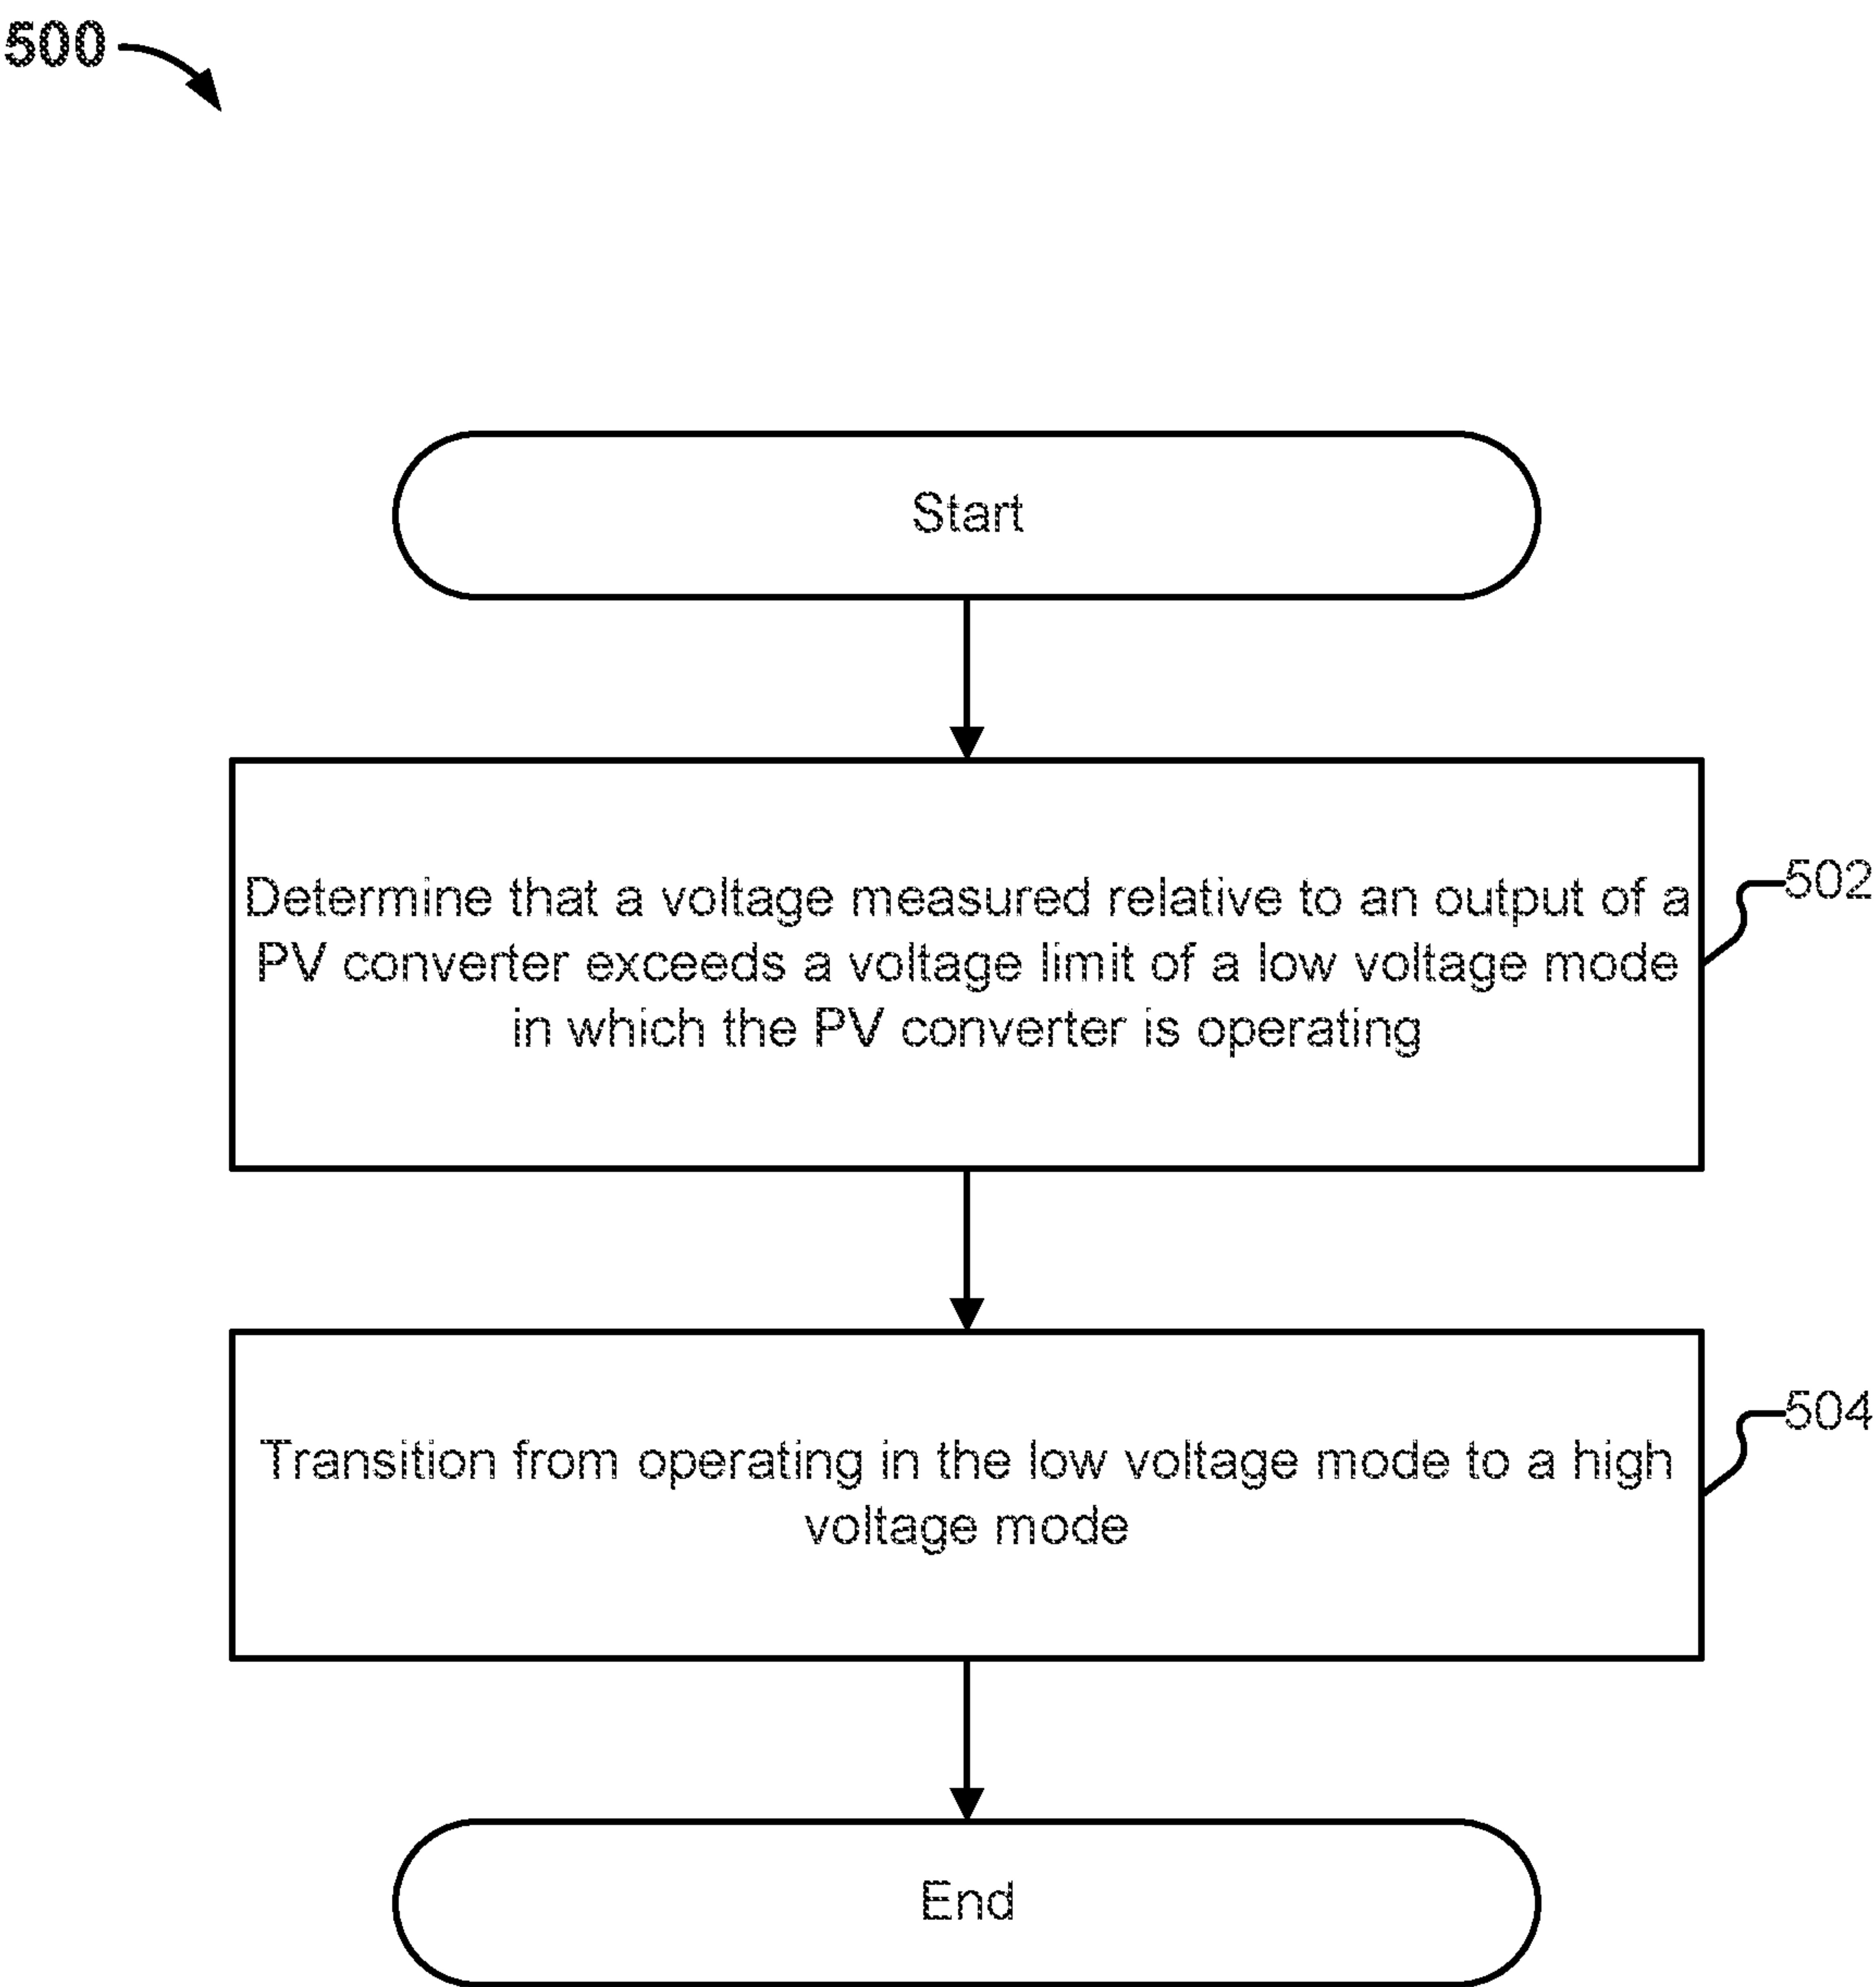 500
Start
Determine that a voltage measured relative to an output of a
PV converter exceeds a voltage limit of a low voltage mode
in which the PV converter is operating
502
Transition from operating in the low voltage mode to a high
voltage mode
504
End